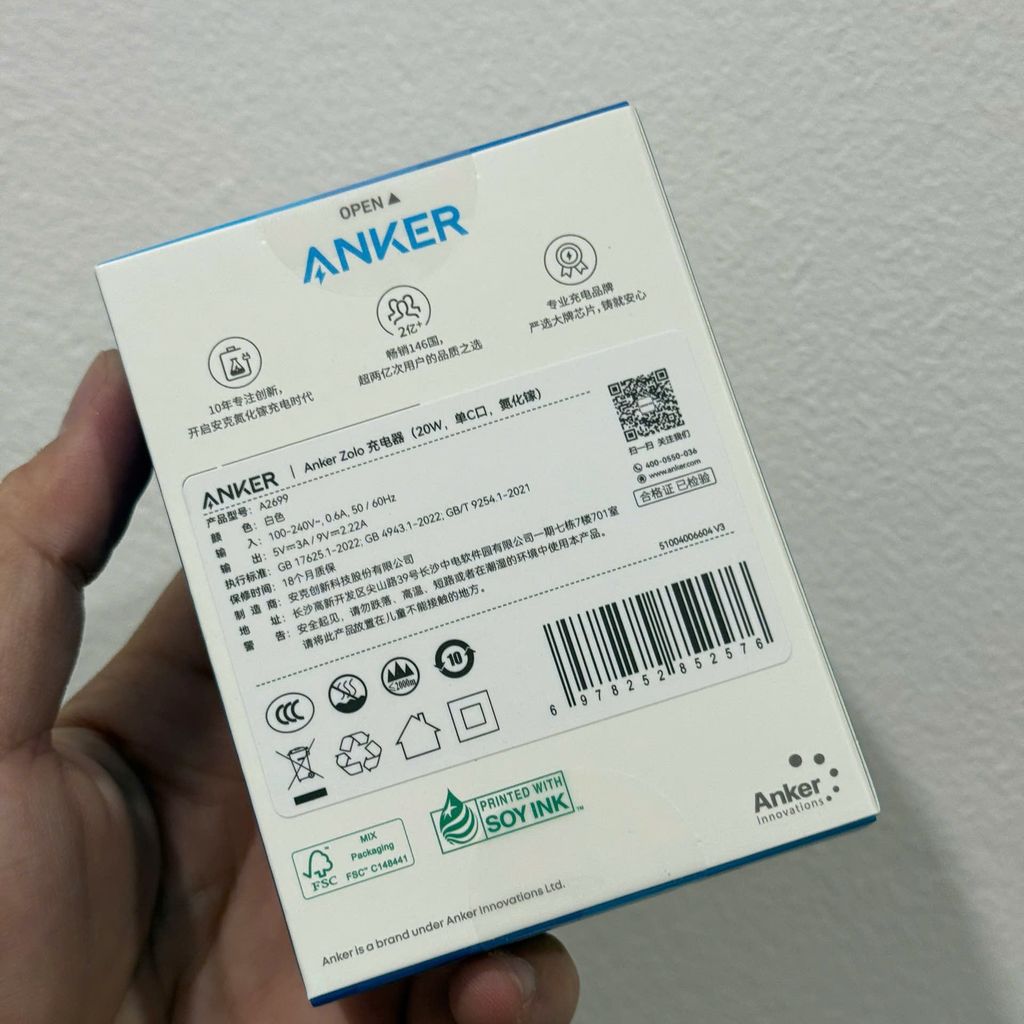 OPEN ▲
ANKER
10年专注创新,
开启安克氮化镓充电时代
2亿+
畅销146国,
超两亿次用户的品质之选
专业充电品牌
严选大牌芯片,铸就安心
ANKER | Anker Zolo 充电器(20W, 单C口, 氮化镓)
产品型号: A2699
颜 色: 白色
输 入: 100-240V~, 0.6A, 50 / 60Hz
输 出: 5V⎓3A / 9V⎓2.22A
执行标准: GB 17625.1-2022; GB 4943.1-2022; GB/T 9254.1-2021
保修时间: 18个月质保
制 造 商: 安克创新科技股份有限公司
地 址: 长沙高新开发区尖山路39号长沙中电软件园有限公司一期七栋7楼701室
警 告: 安全起见, 请勿跌落、高温、短路或者在潮湿的环境中使用本产品。
请将此产品放置在儿童不能接触的地方。
扫一扫 关注我们
400-0550-036
www.anker.com
合格证 已检验
51004006604 V3
6 978252 852576
CCC
≤2000m
10
FSC
MIX
Packaging
FSC™ C148441
PRINTED WITH
SOY INK™
Anker
Innovations
Anker is a brand under Anker Innovations Ltd.